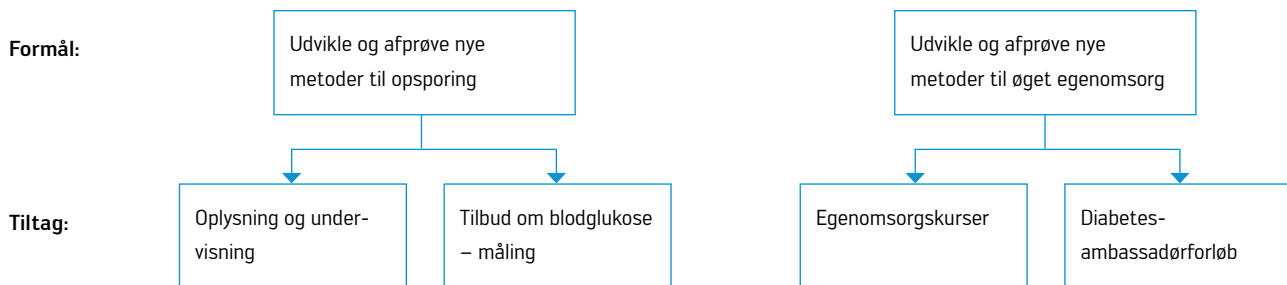 Formål:
Udvikle og afprøve nye
metoder til opsporing
Udvikle og afprøve nye
metoder til øget egenomsorg
Tiltag:
Oplysning og under-
visning
Tilbud om blodglukose
– måling
Egenomsorgskurser
Diabetes-
ambassadørforløb